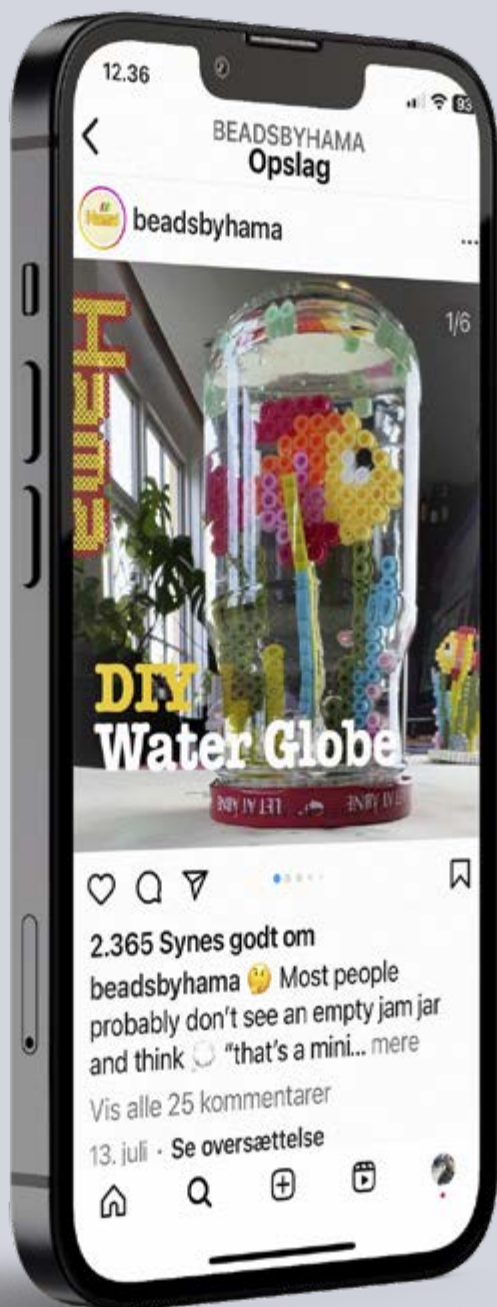 12.36
93
BEADSBYHAMA
Opslag
beadsbyhama
1/6
Hama
DIY
Water Globe
2.365 Synes godt om
beadsbyhama 🤔 Most people
probably don't see an empty jam jar
and think 💭 "that's a mini... mere
Vis alle 25 kommentarer
13. juli · Se oversættelse